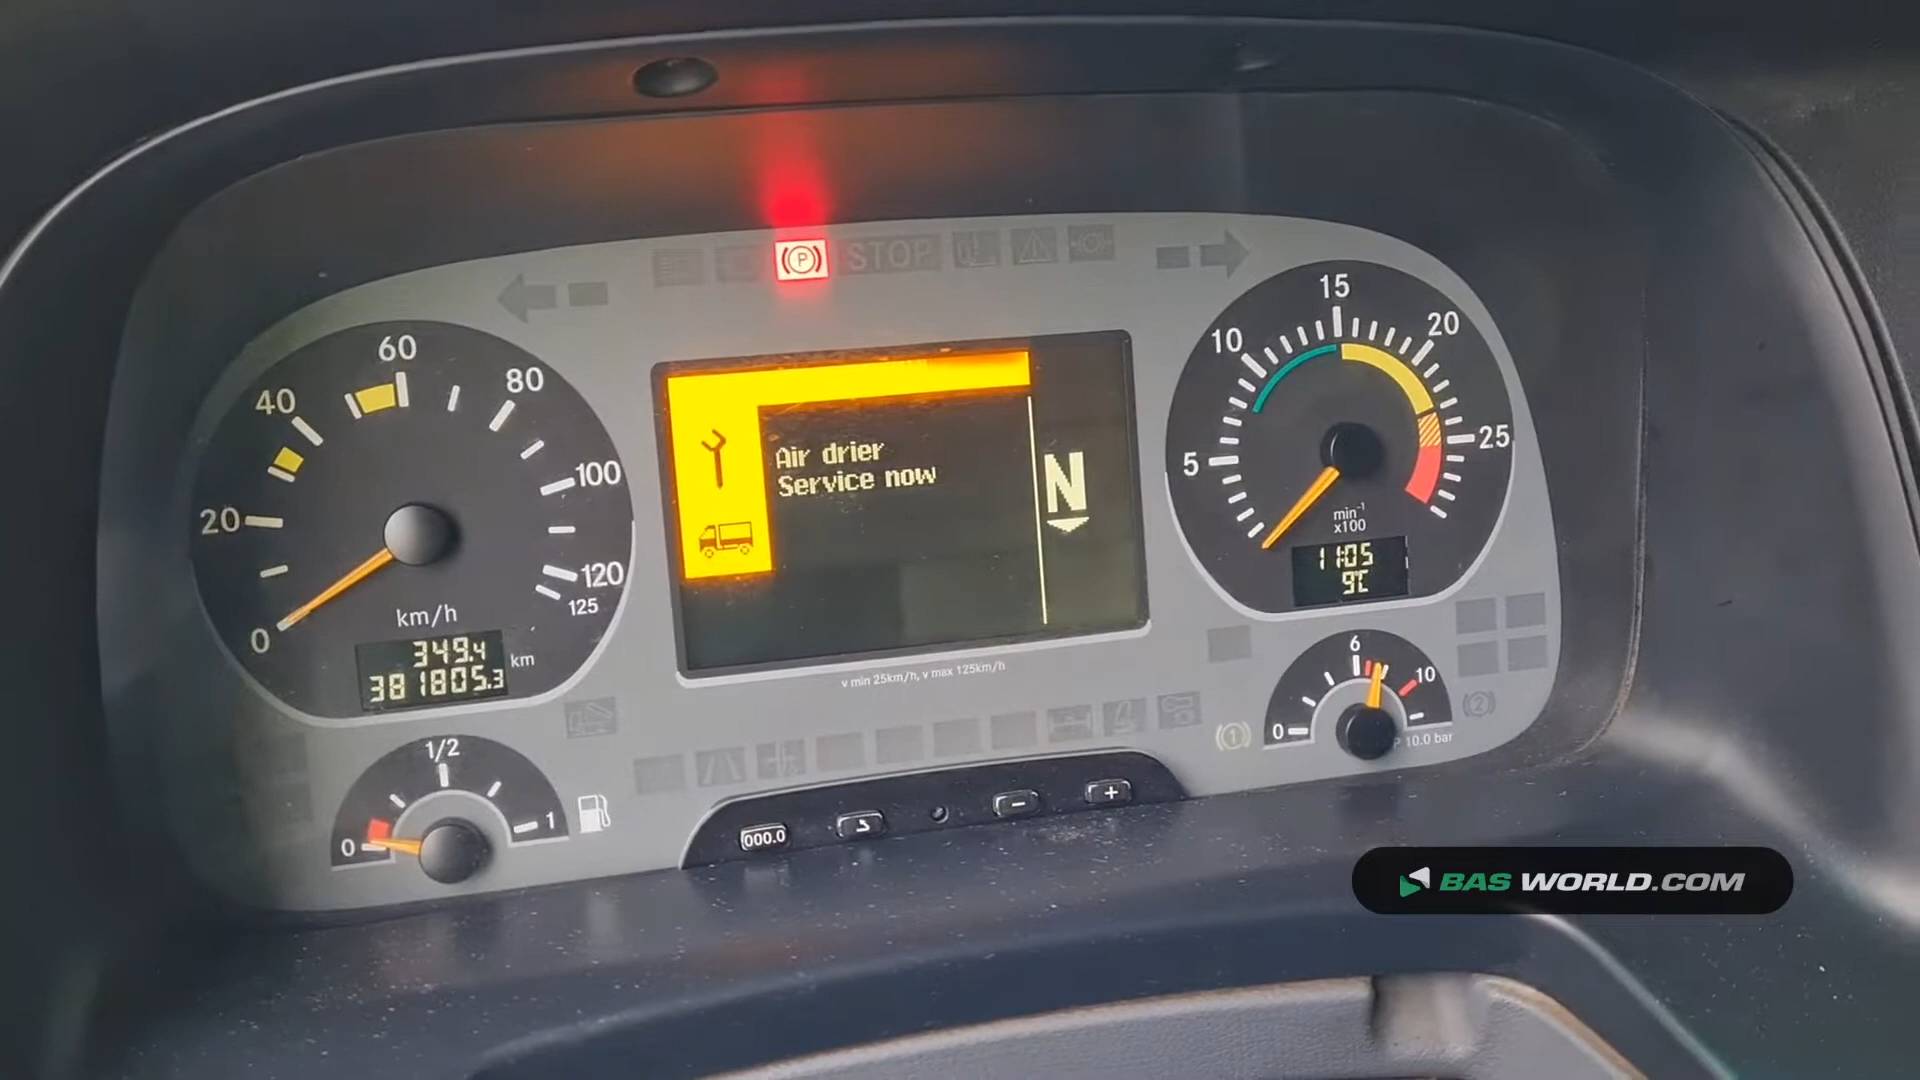 STOP
60
40
80
20
100
120
125
0
km/h
349.4
381805.3
km
Air drier
Service now
N
v min 25km/h, v max 125km/h
15
10
20
5
25
min-1
x100
11:05
9°C
6
10
0
10.0 bar
1/2
0
1
000.0
-
+
P
1
2
BAS WORLD.COM